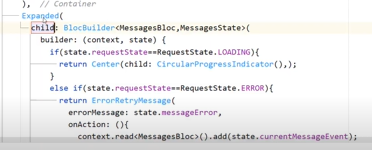 ), // Container
Expanded(
child: BlocBuilder<MessagesBloc,MessagesState>(
builder: (context, state) {
if(state.requestState==RequestState.LOADING){
return Center(child: CircularProgressIndicator(),);
}
else if(state.requestState==RequestState.ERROR){
return ErrorRetryMessage(
errorMessage: state.messageError,
onAction: (){
context.read<MessagesBloc>().add(state.currentMessageEvent);